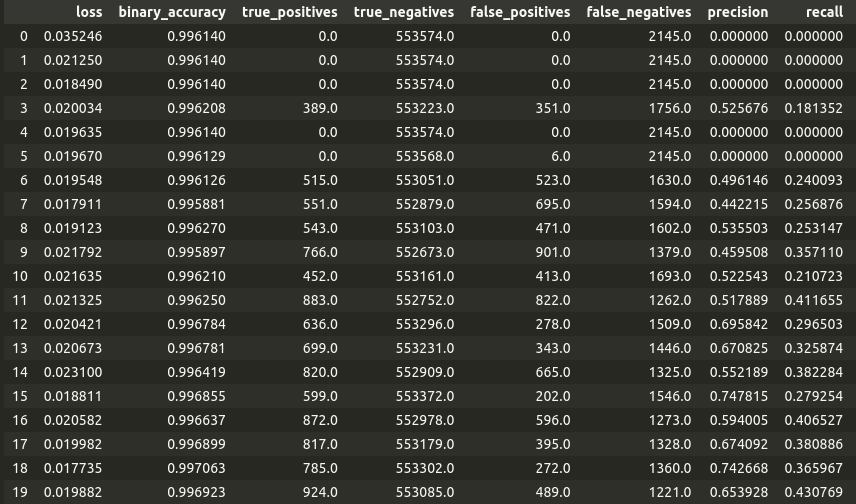 loss binary_accuracy true_positives true_negatives false_positives false_negatives precision recall
0 0.035246 0.996140 0.0 553574.0 0.0 2145.0 0.000000 0.000000
1 0.021250 0.996140 0.0 553574.0 0.0 2145.0 0.000000 0.000000
2 0.018490 0.996140 0.0 553574.0 0.0 2145.0 0.000000 0.000000
3 0.020034 0.996208 389.0 553223.0 351.0 1756.0 0.525676 0.181352
4 0.019635 0.996140 0.0 553574.0 0.0 2145.0 0.000000 0.000000
5 0.019670 0.996129 0.0 553568.0 6.0 2145.0 0.000000 0.000000
6 0.019548 0.996126 515.0 553051.0 523.0 1630.0 0.496146 0.240093
7 0.017911 0.995881 551.0 552879.0 695.0 1594.0 0.442215 0.256876
8 0.019123 0.996270 543.0 553103.0 471.0 1602.0 0.535503 0.253147
9 0.021792 0.995897 766.0 552673.0 901.0 1379.0 0.459508 0.357110
10 0.021635 0.996210 452.0 553161.0 413.0 1693.0 0.522543 0.210723
11 0.021325 0.996250 883.0 552752.0 822.0 1262.0 0.517889 0.411655
12 0.020421 0.996784 636.0 553296.0 278.0 1509.0 0.695842 0.296503
13 0.020673 0.996781 699.0 553231.0 343.0 1446.0 0.670825 0.325874
14 0.023100 0.996419 820.0 552909.0 665.0 1325.0 0.552189 0.382284
15 0.018811 0.996855 599.0 553372.0 202.0 1546.0 0.747815 0.279254
16 0.020582 0.996637 872.0 552978.0 596.0 1273.0 0.594005 0.406527
17 0.019982 0.996899 817.0 553179.0 395.0 1328.0 0.674092 0.380886
18 0.017735 0.997063 785.0 553302.0 272.0 1360.0 0.742668 0.365967
19 0.019882 0.996923 924.0 553085.0 489.0 1221.0 0.653928 0.430769